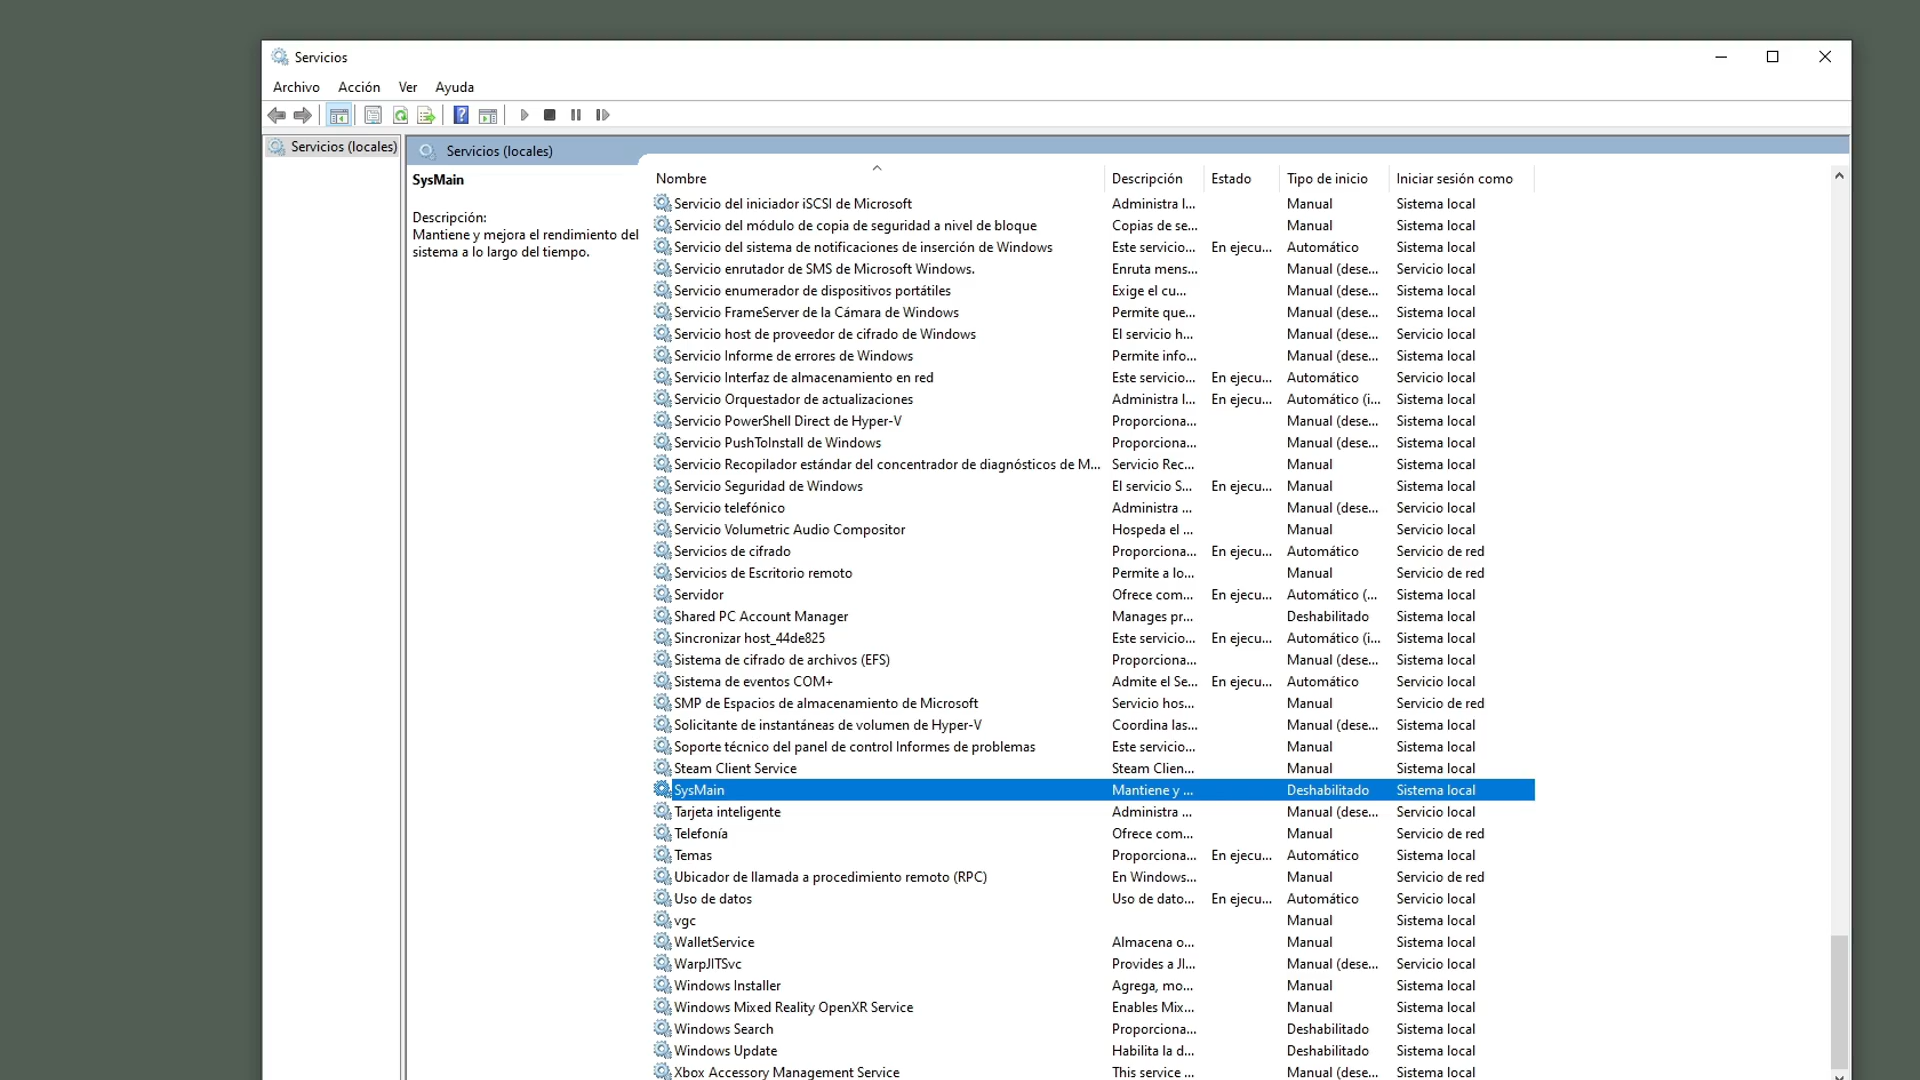 Servicios
Archivo Acción Ver Ayuda
Servicios (locales)
Servicios (locales)
SysMain
Descripción:
Mantiene y mejora el rendimiento del
sistema a lo largo del tiempo.
Nombre Descripción Estado Tipo de inicio Iniciar sesión como
Servicio del iniciador iSCSI de Microsoft Administra l... Manual Sistema local
Servicio del módulo de copia de seguridad a nivel de bloque Copias de se... Manual Sistema local
Servicio del sistema de notificaciones de inserción de Windows Este servicio... En ejecu... Automático Sistema local
Servicio enrutador de SMS de Microsoft Windows. Enruta mens... Manual (dese... Servicio local
Servicio enumerador de dispositivos portátiles Exige el cu... Manual (dese... Sistema local
Servicio FrameServer de la Cámara de Windows Permite que... Manual (dese... Sistema local
Servicio host de proveedor de cifrado de Windows El servicio h... Manual (dese... Servicio local
Servicio Informe de errores de Windows Permite info... Manual (dese... Sistema local
Servicio Interfaz de almacenamiento en red Este servicio... En ejecu... Automático Servicio local
Servicio Orquestador de actualizaciones Administra l... En ejecu... Automático (i... Sistema local
Servicio PowerShell Direct de Hyper-V Proporciona... Manual (dese... Sistema local
Servicio PushToInstall de Windows Proporciona... Manual (dese... Sistema local
Servicio Recopilador estándar del concentrador de diagnósticos de M... Servicio Rec... Manual Sistema local
Servicio Seguridad de Windows El servicio S... En ejecu... Manual Sistema local
Servicio telefónico Administra ... Manual (dese... Servicio local
Servicio Volumetric Audio Compositor Hospeda el ... Manual Servicio local
Servicios de cifrado Proporciona... En ejecu... Automático Servicio de red
Servicios de Escritorio remoto Permite a lo... Manual Servicio de red
Servidor Ofrece com... En ejecu... Automático (... Sistema local
Shared PC Account Manager Manages pr... Deshabilitado Sistema local
Sincronizar host_44de825 Este servicio... En ejecu... Automático (i... Sistema local
Sistema de cifrado de archivos (EFS) Proporciona... Manual (dese... Sistema local
Sistema de eventos COM+ Admite el Se... En ejecu... Automático Servicio local
SMP de Espacios de almacenamiento de Microsoft Servicio hos... Manual Servicio de red
Solicitante de instantáneas de volumen de Hyper-V Coordina las... Manual (dese... Sistema local
Soporte técnico del panel de control Informes de problemas Este servicio... Manual Sistema local
Steam Client Service Steam Clien... Manual Sistema local
SysMain Mantiene y ... Deshabilitado Sistema local
Tarjeta inteligente Administra ... Manual (dese... Servicio local
Telefonía Ofrece com... Manual Servicio de red
Temas Proporciona... En ejecu... Automático Sistema local
Ubicador de llamada a procedimiento remoto (RPC) En Windows... Manual Servicio de red
Uso de datos Uso de dato... En ejecu... Automático Servicio local
vgc Manual Sistema local
WalletService Almacena o... Manual Sistema local
WarpJITSvc Provides a JI... Manual (dese... Servicio local
Windows Installer Agrega, mo... Manual Sistema local
Windows Mixed Reality OpenXR Service Enables Mix... Manual Sistema local
Windows Search Proporciona... Deshabilitado Sistema local
Windows Update Habilita la d... Deshabilitado Sistema local
Xbox Accessory Management Service This service ... Manual (dese... Sistema local